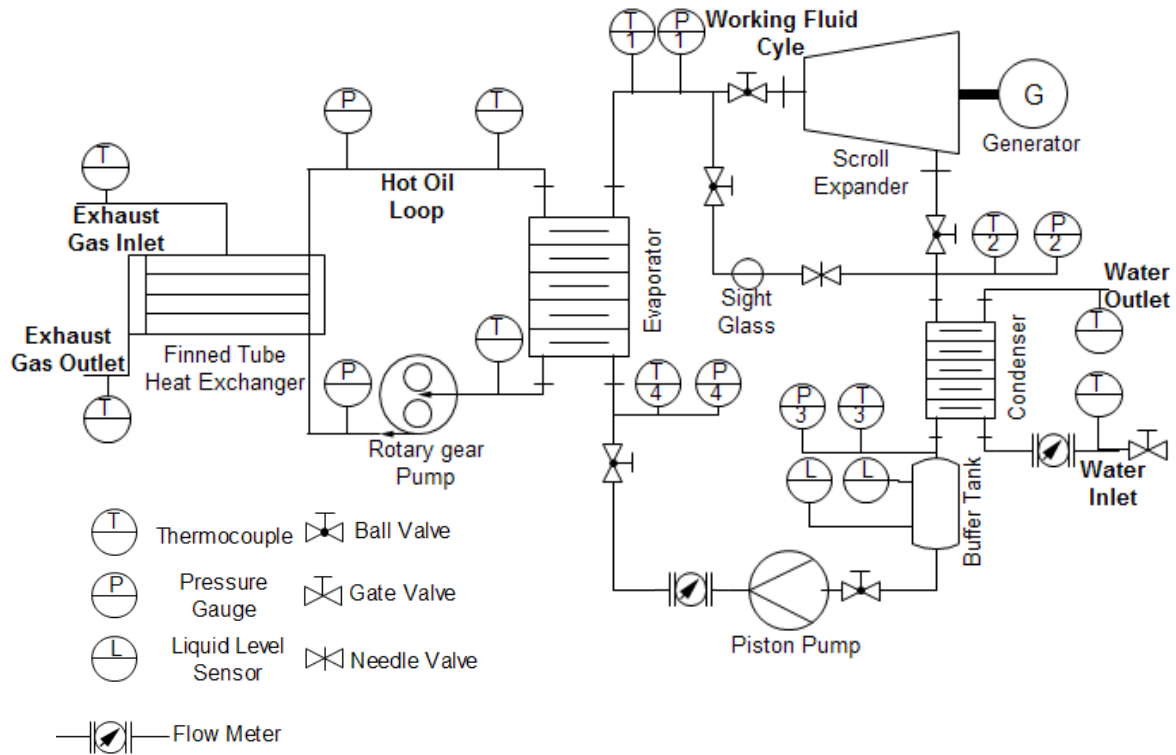 T
1
P
1
Working Fluid
Cyle
G
Generator
Scroll
Expander
P
T
Hot Oil
Loop
T
Exhaust
Gas Inlet
Evaporator
T
2
P
2
Water
Outlet
Sight
Glass
T
Exhaust
Gas Outlet
Finned Tube
Heat Exchanger
T
P
T
Rotary gear
Pump
T
4
P
4
P
3
T
3
Condenser
T
Water
Inlet
L
L
Buffer Tank
Piston Pump
T
Thermocouple
Ball Valve
P
Pressure
Gauge
Gate Valve
L
Liquid Level
Sensor
Needle Valve
Flow Meter